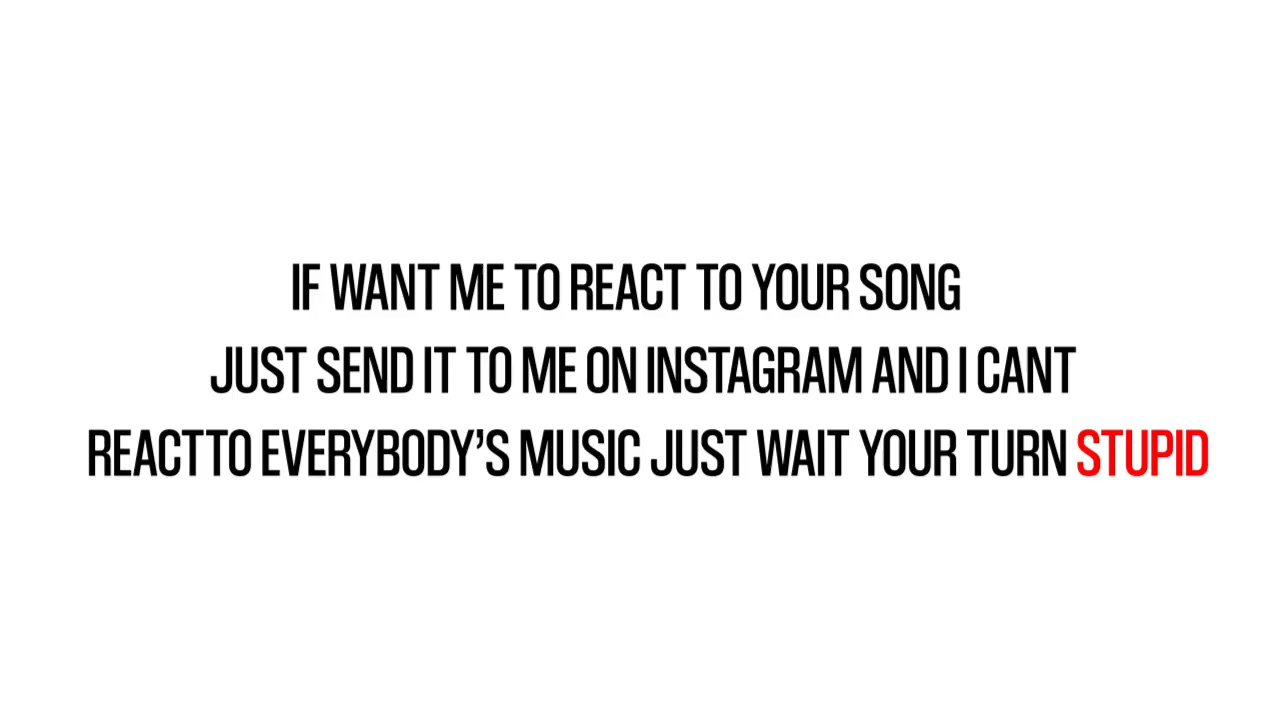 IF WANT ME TO REACT TO YOUR SONG
JUST SEND IT TO ME ON INSTAGRAM AND I CANT
REACTTO EVERYBODY’S MUSIC JUST WAIT YOUR TURN STUPID